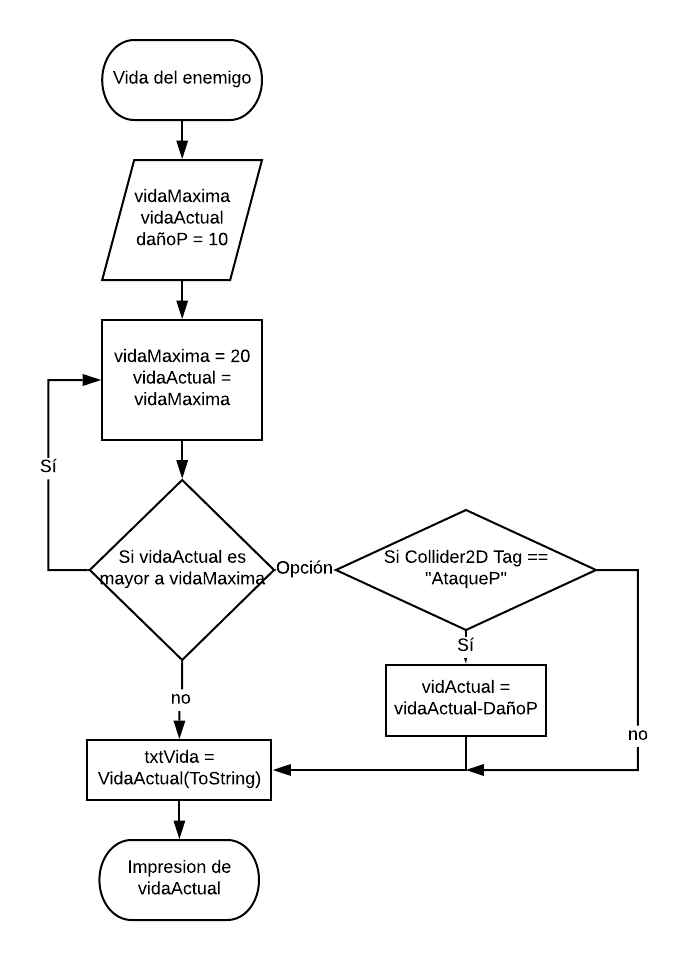 Vida del enemigo
vidaMaxima
vidaActual
dañoP = 10
vidaMaxima = 20
vidaActual =
vidaMaxima
Sí
Si vidaActual es
mayor a vidaMaxima
Opción
Si Collider2D Tag ==
"AtaqueP"
Sí
vidActual =
vidaActual-DañoP
no
no
txtVida =
VidaActual(ToString)
Impresion de
vidaActual